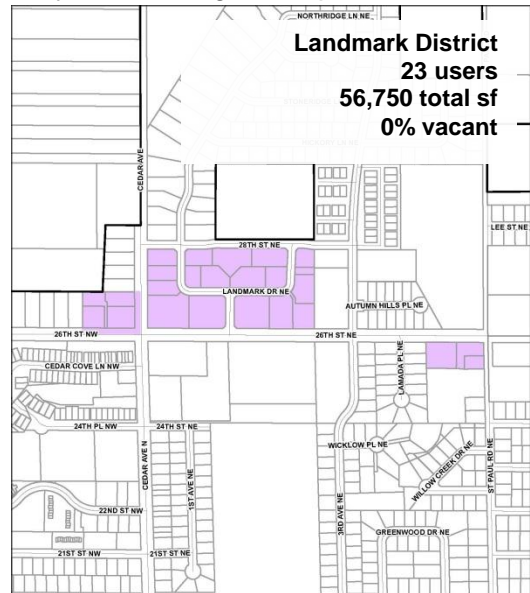 NORTHRIDGE LN NE
Landmark District
23 users
56,750 total sf
0% vacant
CEDAR AVE
LEE ST NE
28TH ST NE
LANDMARK DR NE
AUTUMN HILLS PL NE
26TH ST NW
26TH ST NE
CEDAR COVE LN NW
LAMADA PL NE
24TH PL NW
24TH ST NE
CEDAR AVE N
1ST AVE NE
3RD AVE NE
WICKLOW PL NE
WILLOW CREEK DR NE
ST PAUL RD NE
22ND ST NW
GREENWOOD DR NE
21ST ST NW
21ST ST NE